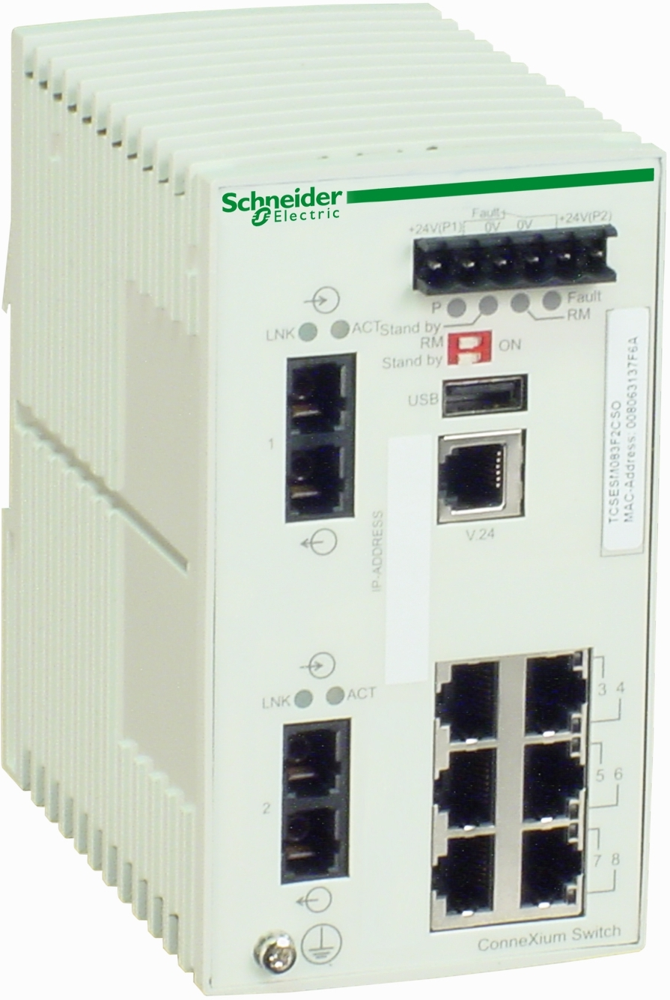 Schneider
Electric
Fault
+24V(P1) 0V 0V +24V(P2)
P Fault
Stand by RM
RM ON
Stand by
LNK ACT
USB
1
V.24
IP-ADDRESS
TCSESM083F2CS0
MAC-Address: 008063137F6A
LNK ACT
2
3 4
5 6
7 8
ConneXium Switch